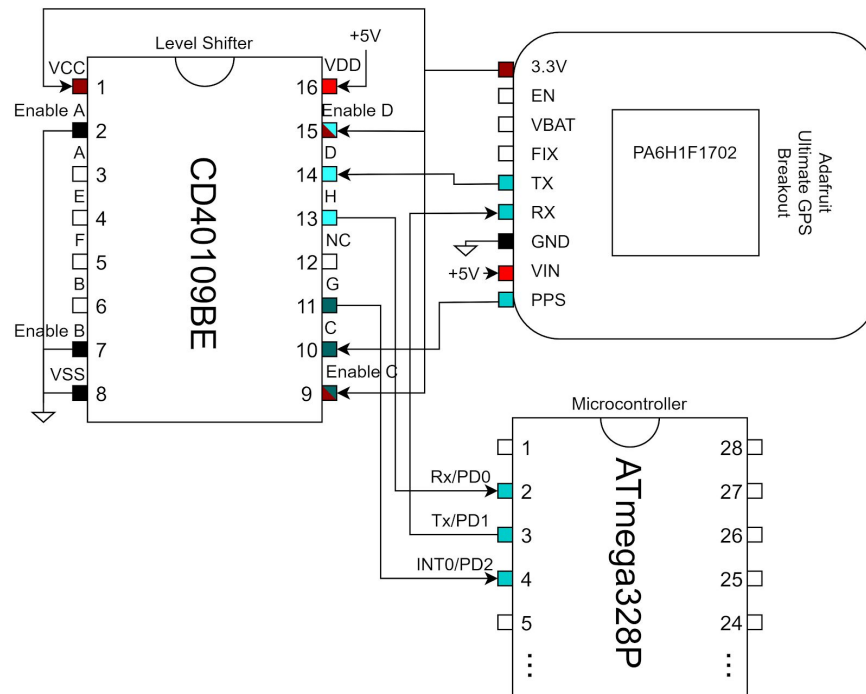 Level Shifter
+5V
VCC
VDD
1
16
Enable A
Enable D
2
15
A
D
3
14
E
H
4
13
F
NC
5
12
B
G
6
11
Enable B
C
7
10
VSS
Enable C
8
9
CD40109BE
3.3V
EN
VBAT
FIX
TX
RX
GND
+5V
VIN
PPS
PA6H1F1702
Adafruit
Ultimate GPS
Breakout
Microcontroller
1
28
Rx/PD0
2
27
Tx/PD1
3
26
INT0/PD2
4
25
5
24
...
...
ATmega328P